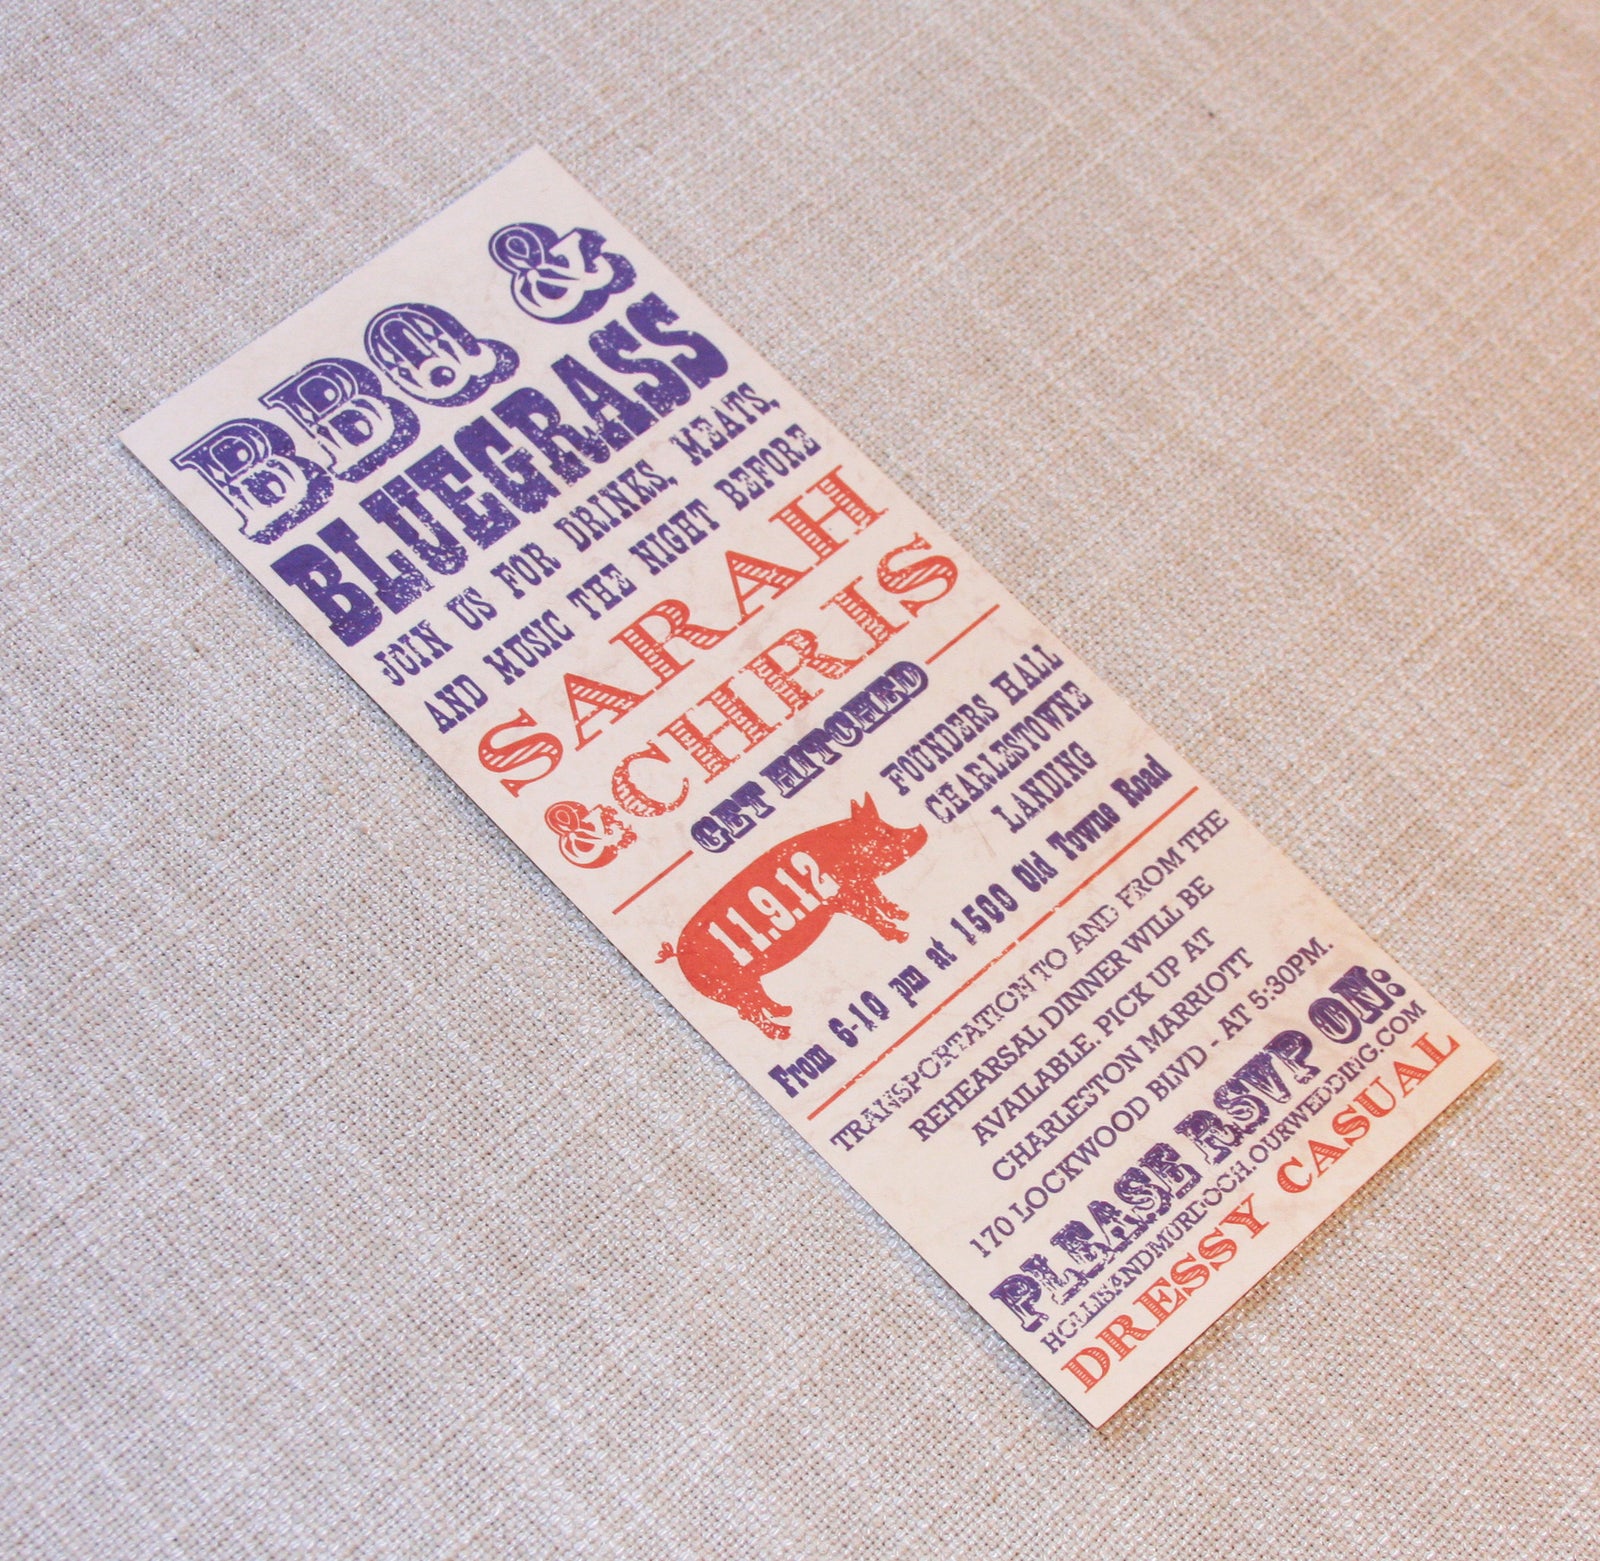 BBQ &
BLUEGRASS
JOIN US FOR DRINKS, MEATS,
AND MUSIC THE NIGHT BEFORE
SARAH
& CHRIS
GET HITCHED
11.9.12
FOUNDERS HALL
CHARLESTOWNE
LANDING
From 6-10 pm at 1500 Old Towne Road
TRANSPORTATION TO AND FROM THE
REHEARSAL DINNER WILL BE
AVAILABLE. PICK UP AT
CHARLESTON MARRIOTT
170 LOCKWOOD BLVD - AT 5:30PM.
PLEASE RSVP ON:
HOLLISANDMURDOCH.OURWEDDING.COM
DRESSY CASUAL